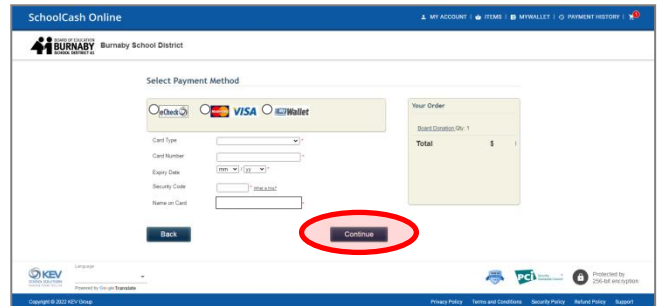 SchoolCash Online
MY ACCOUNT | ITEMS | MYWALLET | PAYMENT HISTORY |
BOARD OF EDUCATION
BURNABY
SCHOOL DISTRICT 41
Burnaby School District
Select Payment Method
eCheck VISA Wallet
Card Type *
Card Number *
Expiry Date mm / yy *
Security Code * What is this?
Name on Card *
Your Order
Board Donation Qty: 1
Total $
Back
Continue
KEV
Language
Powered by Google Translate
PCI
Protected by
256-bit encryption
Copyright © 2022 KEV Group
Privacy Policy Terms and Conditions Security Policy Refund Policy Support